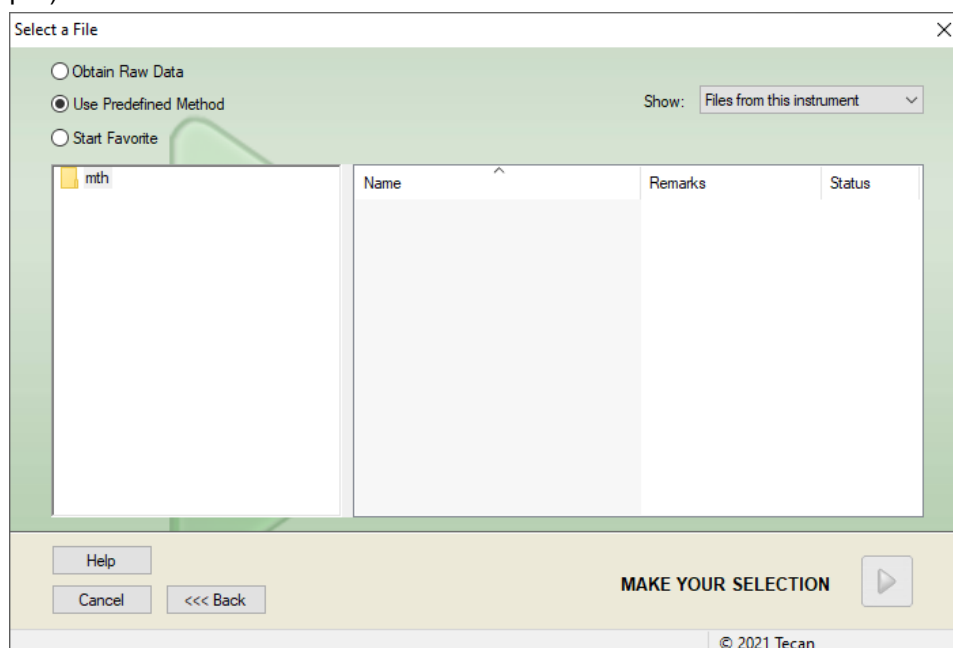 Select a File
Obtain Raw Data
Use Predefined Method
Show: Files from this instrument
Start Favorite
mth
Name Remarks Status
Help
MAKE YOUR SELECTION
Cancel <<< Back
© 2021 Tecan